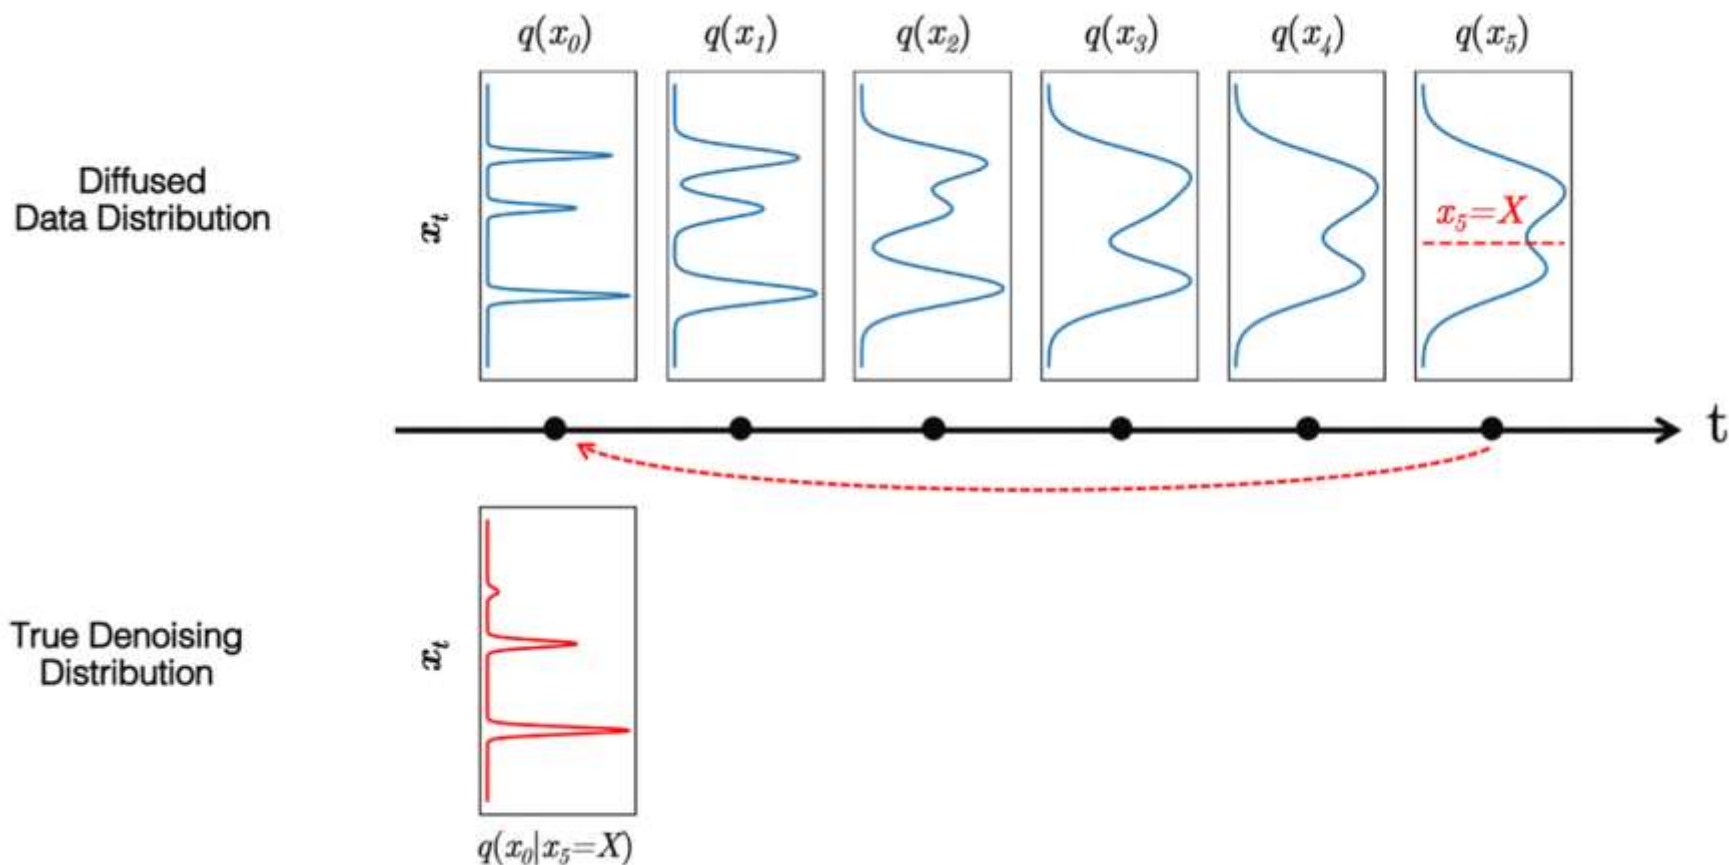 q(x₀) q(x₁) q(x₂) q(x₃) q(x₄) q(x₅)
Diffused
Data Distribution
xₜ
x₅=X
t
True Denoising
Distribution
xₜ
q(x₀|x₅=X)